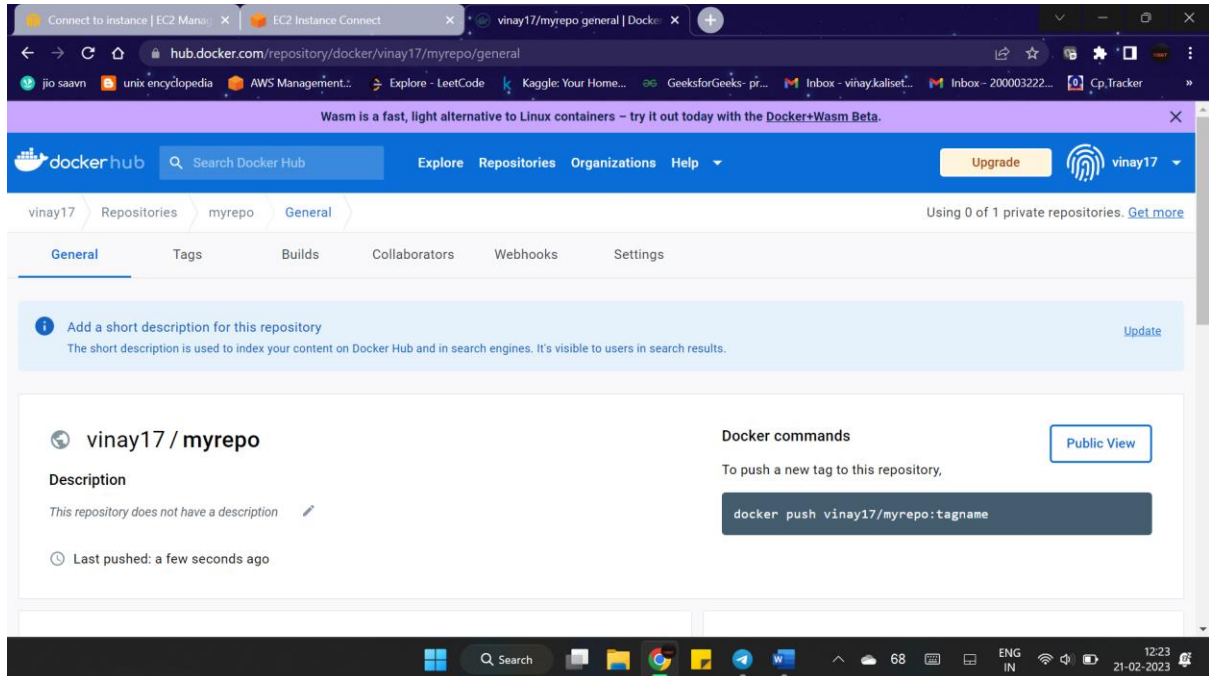 Connect to instance | EC2 Manag
EC2 Instance Connect
vinay17/myrepo general | Docker
hub.docker.com/repository/docker/vinay17/myrepo/general
jio saavn
unix encyclopedia
AWS Management...
Explore - LeetCode
Kaggle: Your Home...
GeeksforGeeks- pr...
Inbox - vinay.kaliset...
Inbox - 200003222...
Cp_Tracker
»
Wasm is a fast, light alternative to Linux containers – try it out today with the Docker+Wasm Beta.
dockerhub
Search Docker Hub
Explore
Repositories
Organizations
Help
Upgrade
vinay17
vinay17
Repositories
myrepo
General
Using 0 of 1 private repositories. Get more
General
Tags
Builds
Collaborators
Webhooks
Settings
Add a short description for this repository
Update
The short description is used to index your content on Docker Hub and in search engines. It's visible to users in search results.
vinay17 / myrepo
Description
This repository does not have a description
Last pushed: a few seconds ago
Docker commands
Public View
To push a new tag to this repository,
docker push vinay17/myrepo:tagname
Search
68
ENG
IN
12:23
21-02-2023